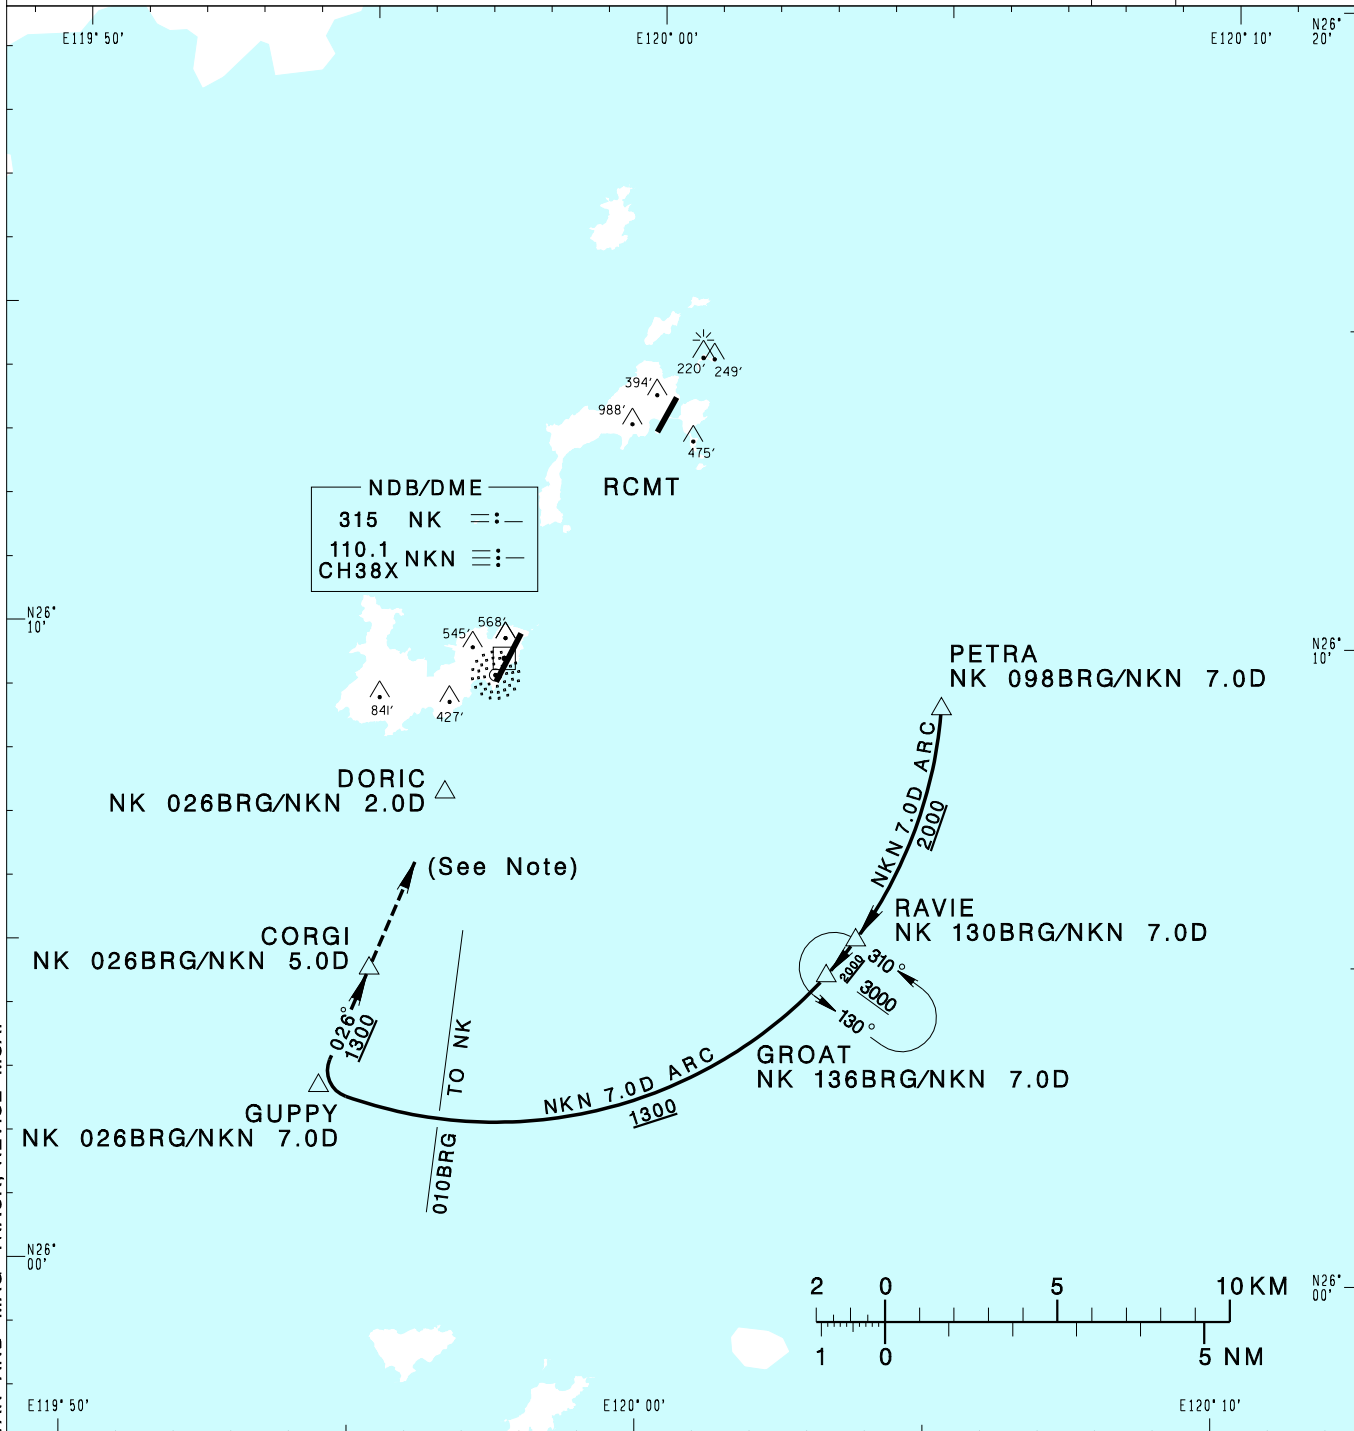 E119° 50'
E120° 00'
E120° 10'
N26°
20'
220'
249'
394'
988'
475'
RCMT
NDB/DME
315 NK
110.1
CH38X NKN
N26°
10'
568'
545'
841'
427'
N26°
10'
PETRA
NK 098BRG/NKN 7.0D
NKN 7.0D ARC
2000
DORIC
NK 026BRG/NKN 2.0D
(See Note)
RAVIE
NK 130BRG/NKN 7.0D
CORGI
NK 026BRG/NKN 5.0D
2000
310°
3000
130°
026°
1300
010BRG TO NK
GROAT
NK 136BRG/NKN 7.0D
NKN 7.0D ARC
1300
GUPPY
NK 026BRG/NKN 7.0D
N26°
00'
N26°
00'
2 0 5 10 KM
1 0 5 NM
E119° 50'
E120° 00'
E120° 10'